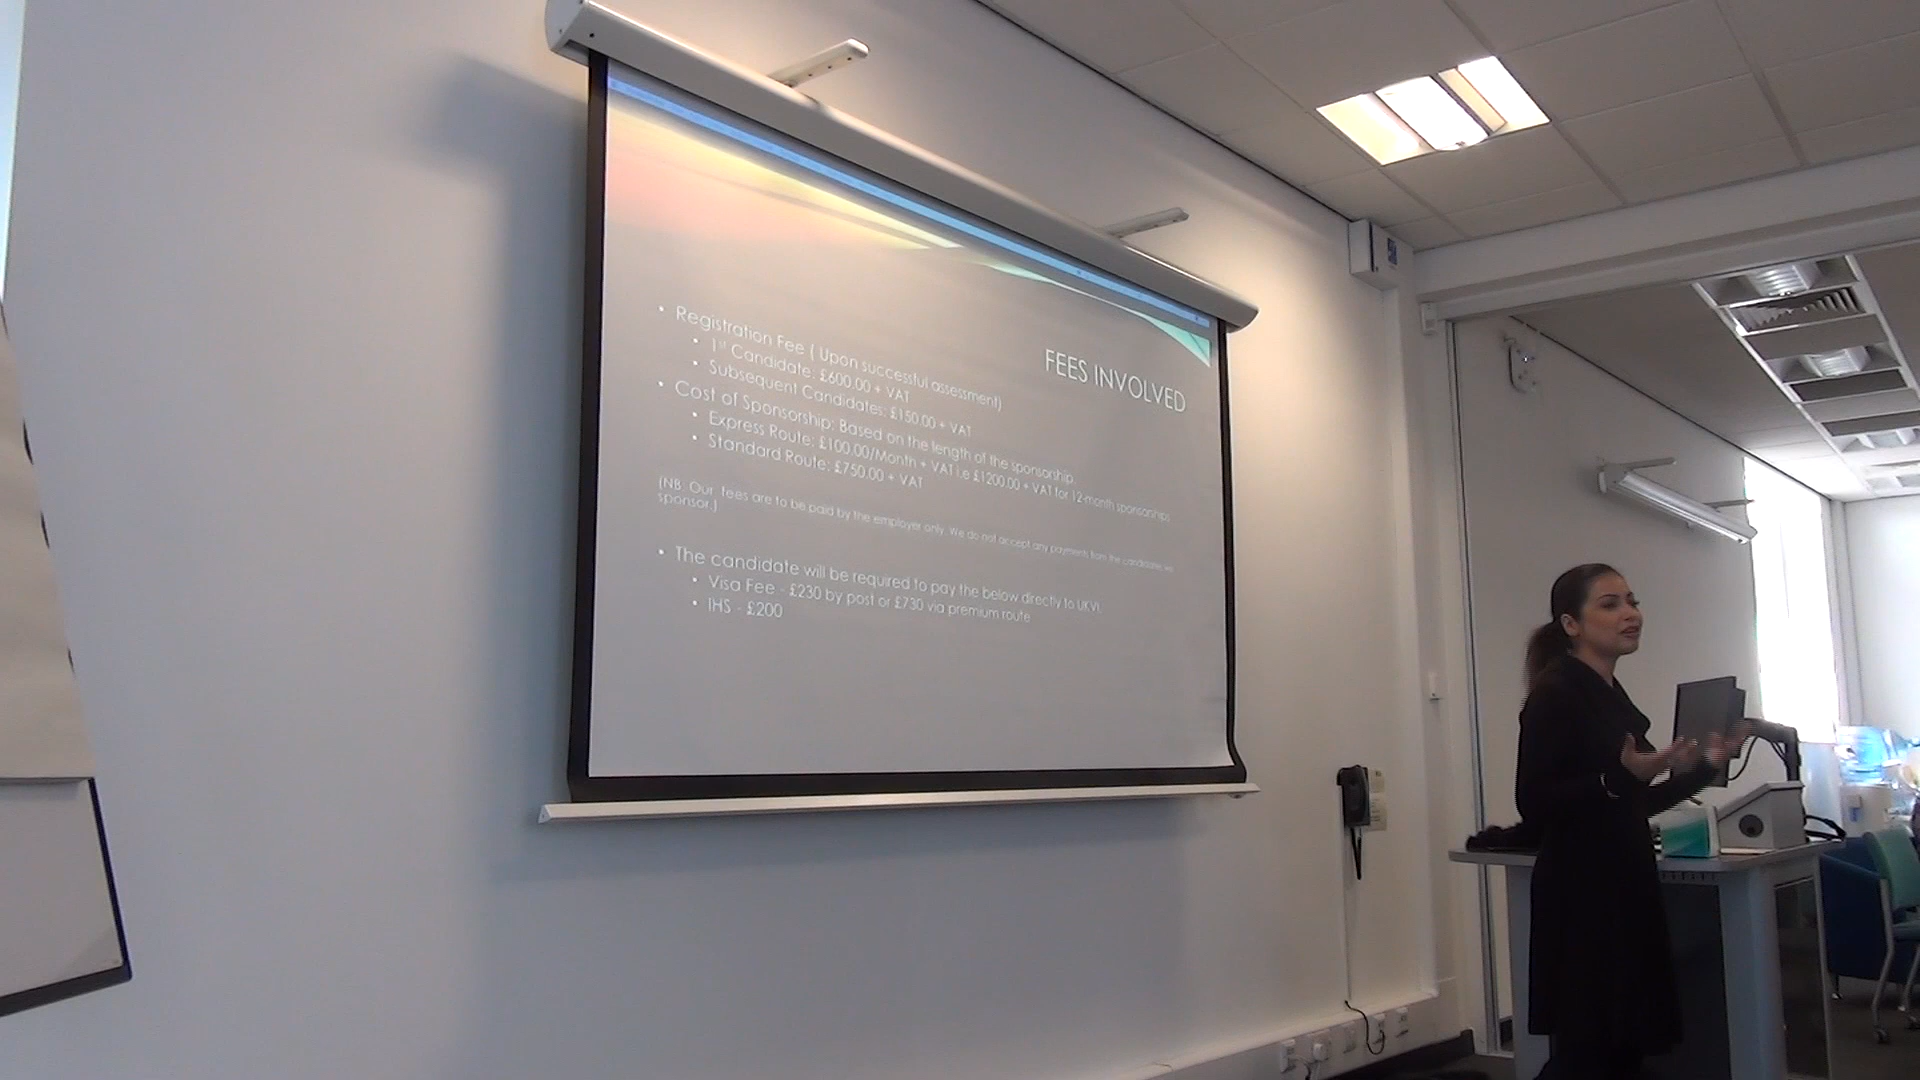 FEES INVOLVED
• Registration Fee ( Upon successful assessment)
• 1st Candidate: £600.00 + VAT
• Subsequent Candidates: £150.00 + VAT
• Cost of Sponsorship: Based on the length of the sponsorship.
• Express Route: £100.00/Month + VAT i.e £1200.00 + VAT for 12-month sponsorship
• Standard Route: £750.00 + VAT
(NB: Our fees are to be paid by the employer only. We do not accept any payments from the candidate
sponsor.)
• The candidate will be required to pay the below directly to UKVI.
• Visa Fee - £230 by post or £730 via premium route
• IHS - £200